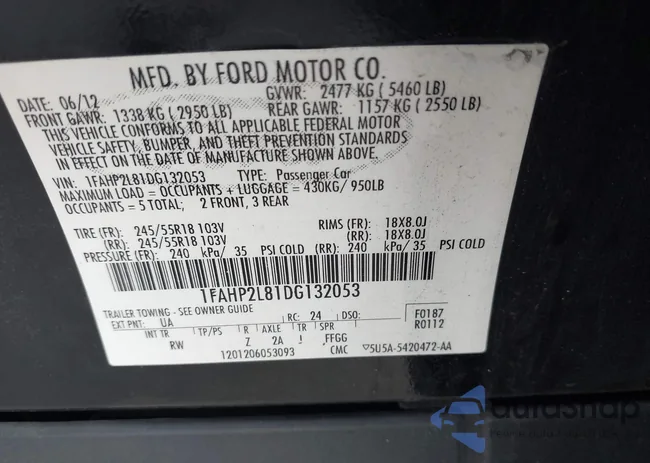 MFD. BY FORD MOTOR CO.
DATE: 06/12 GVWR: 2477 KG ( 5460 LB)
FRONT GAWR: 1338 KG ( 2950 LB) REAR GAWR: 1157 KG ( 2550 LB)
THIS VEHICLE CONFORMS TO ALL APPLICABLE FEDERAL MOTOR
VEHICLE SAFETY, BUMPER, AND THEFT PREVENTION STANDARDS
IN EFFECT ON THE DATE OF MANUFACTURE SHOWN ABOVE.
VIN: 1FAHP2L81DG132053 TYPE: Passenger Car
MAXIMUM LOAD = OCCUPANTS + LUGGAGE = 430KG/ 950LB
OCCUPANTS = 5 TOTAL: 2 FRONT, 3 REAR
TIRE (FR): 245/55R18 103V RIMS (FR): 18X8.0J
(RR): 245/55R18 103V (RR): 18X8.0J
PRESSURE (FR): 240 kPa/ 35 PSI COLD (RR): 240 kPa/ 35 PSI COLD
1FAHP2L81DG132053
TRAILER TOWING - SEE OWNER GUIDE
EXT PNT: UA RC: 24 DSO: F0187
R0112
INT TR TP/PS R AXLE TR SPR
RW Z 2A FFGG
1201206053093 CMC 5U5A-5420472-AA
AutoShop